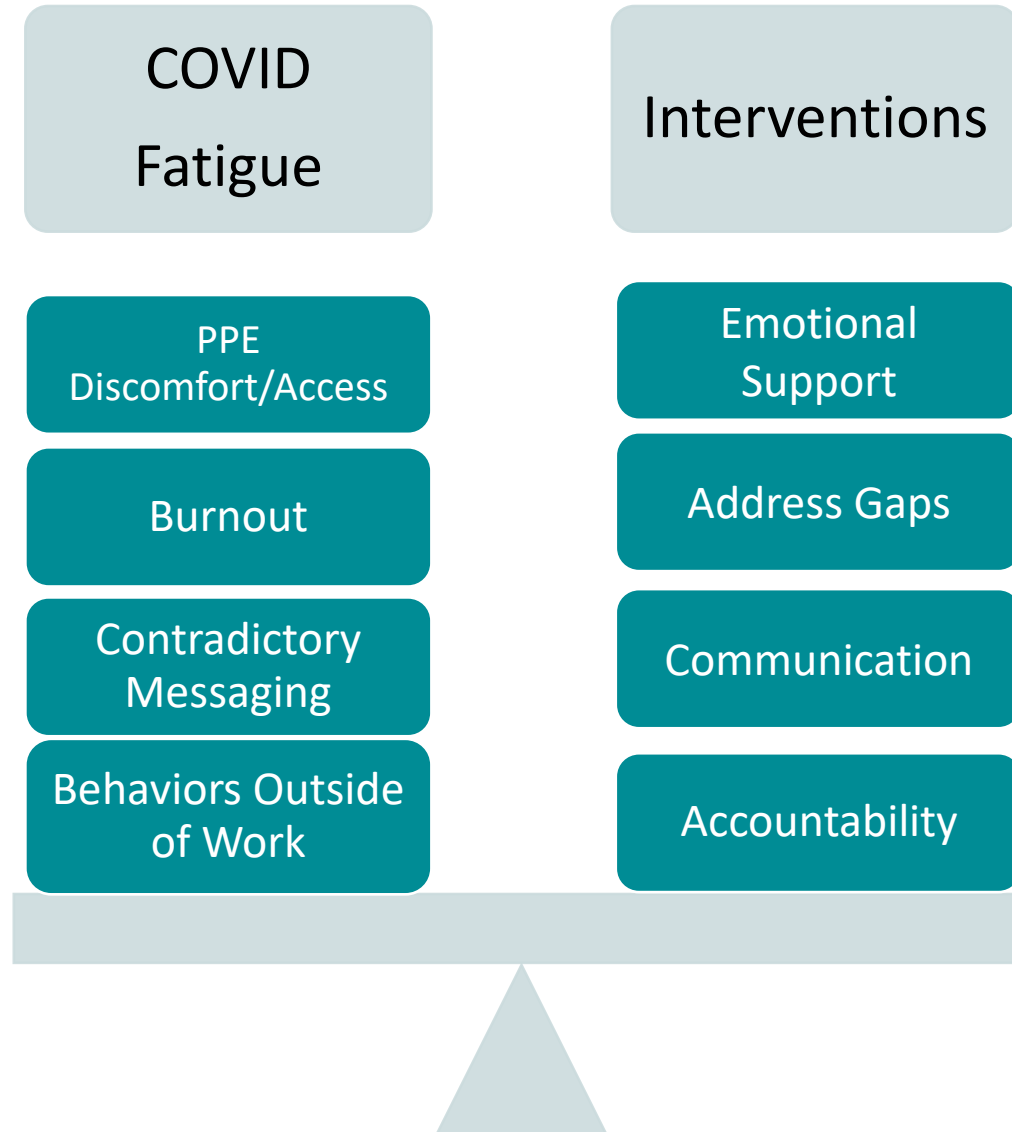 COVID
Fatigue
PPE
Discomfort/Access
Burnout
Contradictory
Messaging
Behaviors Outside
of Work
Interventions
Emotional
Support
Address Gaps
Communication
Accountability